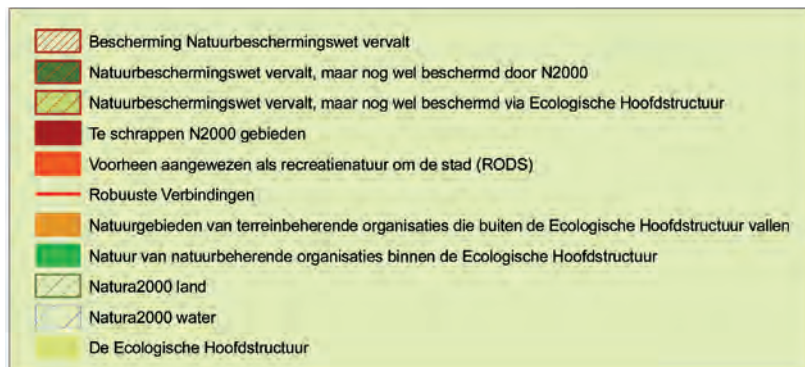 Bescherming Natuurbeschermingswet vervalt
Natuurbeschermingswet vervalt, maar nog wel beschermd door N2000
Natuurbeschermingswet vervalt, maar nog wel beschermd via Ecologische Hoofdstructuur
Te schrappen N2000 gebieden
Voorheen aangewezen als recreatienatuur om de stad (RODS)
Robuuste Verbindingen
Natuurgebieden van terreinbeherende organisaties die buiten de Ecologische Hoofdstructuur vallen
Natuur van natuurbeherende organisaties binnen de Ecologische Hoofdstructuur
Natura2000 land
Natura2000 water
De Ecologische Hoofdstructuur